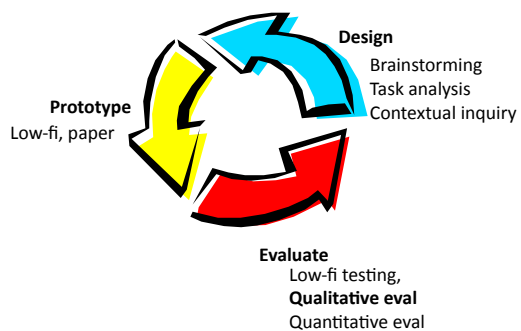 Design
Brainstorming
Task analysis
Contextual inquiry
Prototype
Low-fi, paper
Evaluate
Low-fi testing,
Qualitative eval
Quantitative eval